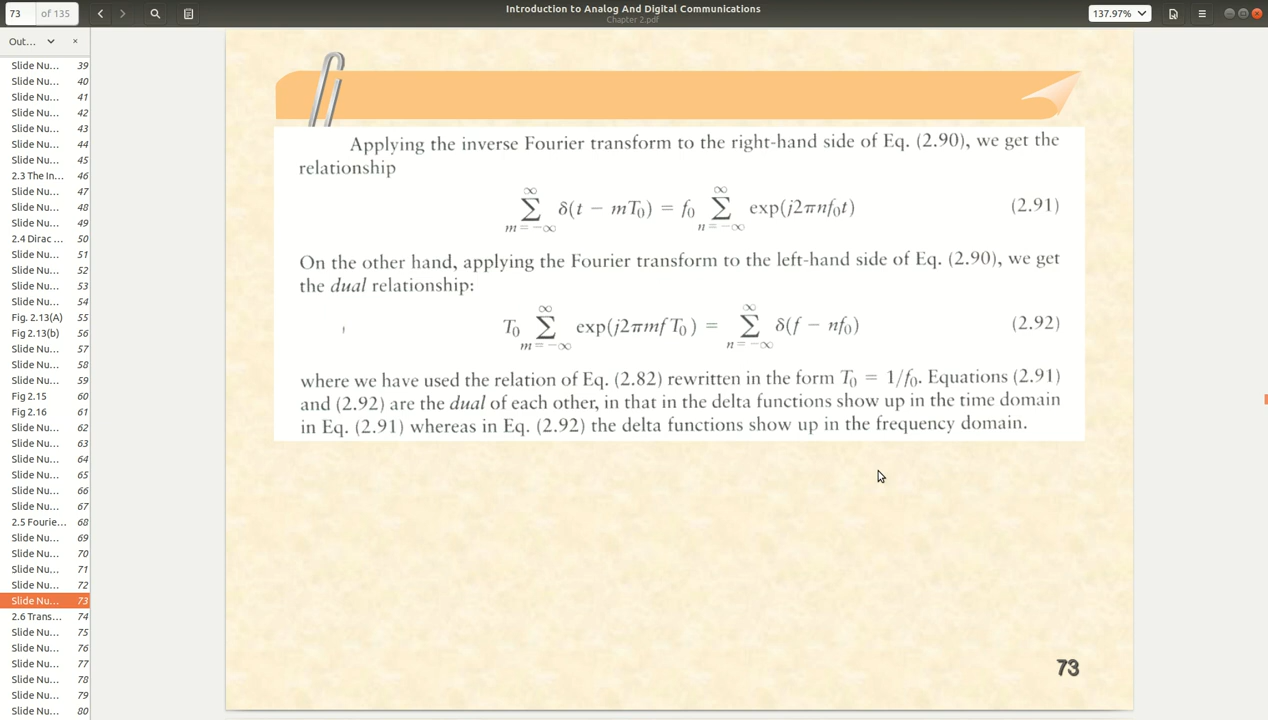 73 of 135
Introduction to Analog And Digital Communications
Chapter 2.pdf
137.97%
Out...
Slide Nu... 39
Slide Nu... 40
Slide Nu... 41
Slide Nu... 42
Slide Nu... 43
Slide Nu... 44
Slide Nu... 45
2.3 The In... 46
Slide Nu... 47
Slide Nu... 48
Slide Nu... 49
2.4 Dirac ... 50
Slide Nu... 51
Slide Nu... 52
Slide Nu... 53
Slide Nu... 54
Fig. 2.13(A) 55
Fig 2.13(b) 56
Slide Nu... 57
Slide Nu... 58
Slide Nu... 59
Fig 2.15 60
Fig 2.16 61
Slide Nu... 62
Slide Nu... 63
Slide Nu... 64
Slide Nu... 65
Slide Nu... 66
Slide Nu... 67
2.5 Fourie... 68
Slide Nu... 69
Slide Nu... 70
Slide Nu... 71
Slide Nu... 72
Slide Nu... 73
2.6 Trans... 74
Slide Nu... 75
Slide Nu... 76
Slide Nu... 77
Slide Nu... 78
Slide Nu... 79
Slide Nu... 80
Applying the inverse Fourier transform to the right-hand side of Eq. (2.90), we get the
relationship
∑_{m=-∞}^{∞} δ(t − mT₀) = f₀ ∑_{n=-∞}^{∞} exp(j2πnf₀t) (2.91)
On the other hand, applying the Fourier transform to the left-hand side of Eq. (2.90), we get
the dual relationship:
T₀ ∑_{m=-∞}^{∞} exp(j2πmfT₀) = ∑_{n=-∞}^{∞} δ(f − nf₀) (2.92)
where we have used the relation of Eq. (2.82) rewritten in the form T₀ = 1/f₀. Equations (2.91)
and (2.92) are the dual of each other, in that in the delta functions show up in the time domain
in Eq. (2.91) whereas in Eq. (2.92) the delta functions show up in the frequency domain.
73